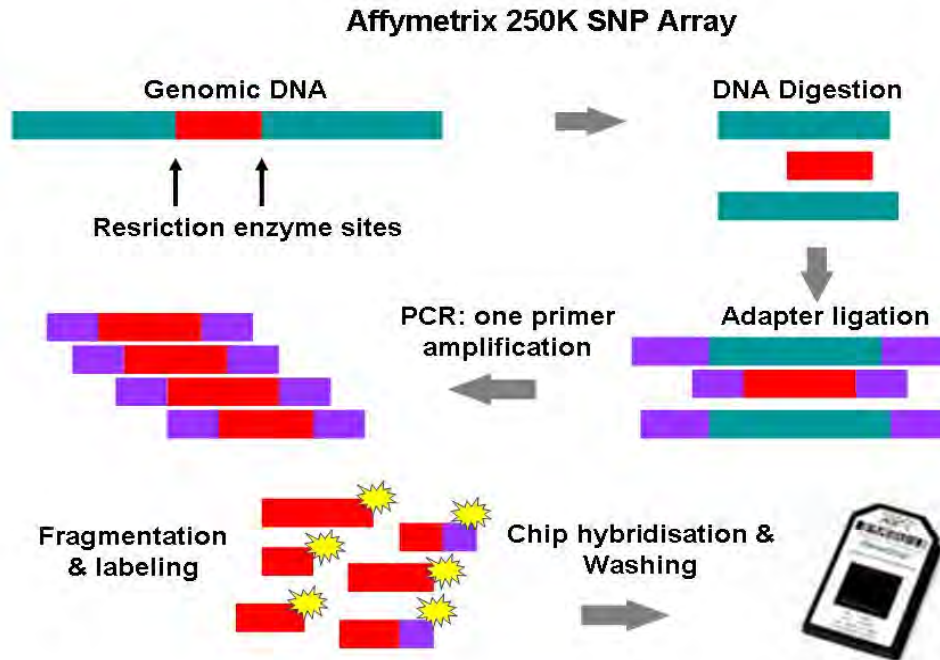 Affymetrix 250K SNP Array
Genomic DNA
DNA Digestion
Resriction enzyme sites
PCR: one primer
amplification
Adapter ligation
Fragmentation
& labeling
Chip hybridisation &
Washing